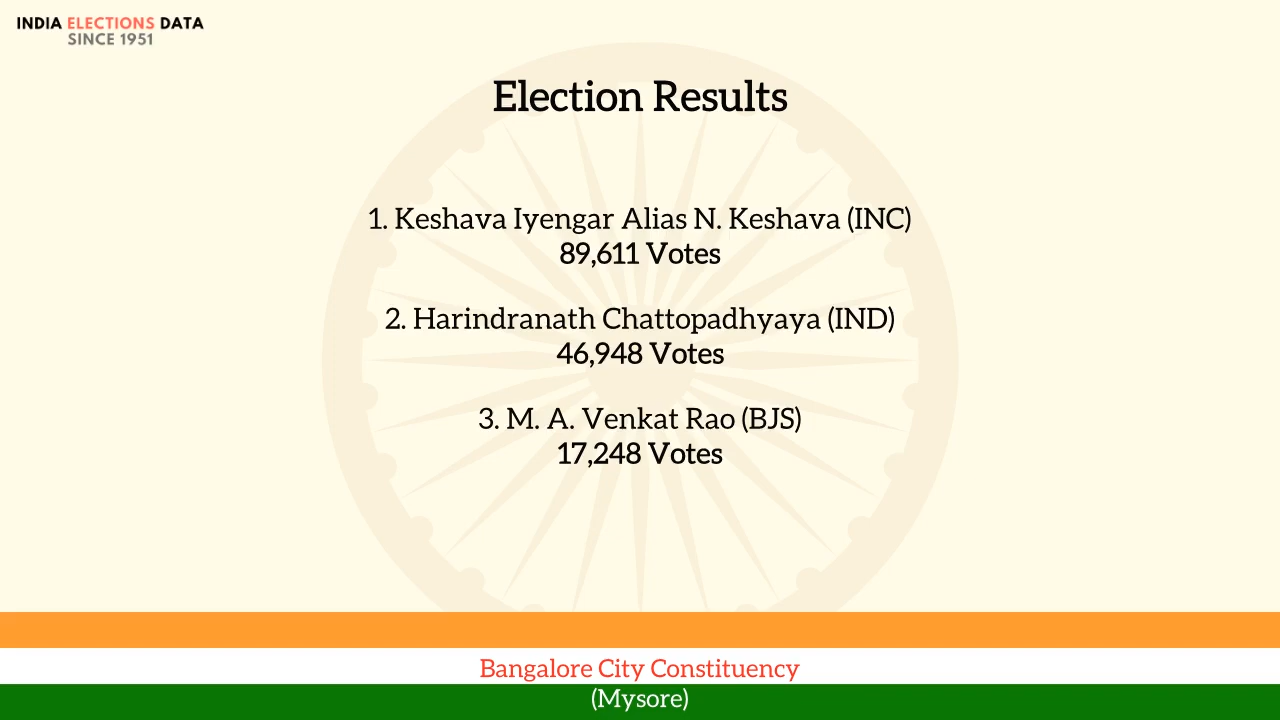 INDIA ELECTIONS DATA
SINCE 1951
Election Results
1. Keshava Iyengar Alias N. Keshava (INC)
89,611 Votes
2. Harindranath Chattopadhyaya (IND)
46,948 Votes
3. M. A. Venkat Rao (BJS)
17,248 Votes
Bangalore City Constituency
(Mysore)